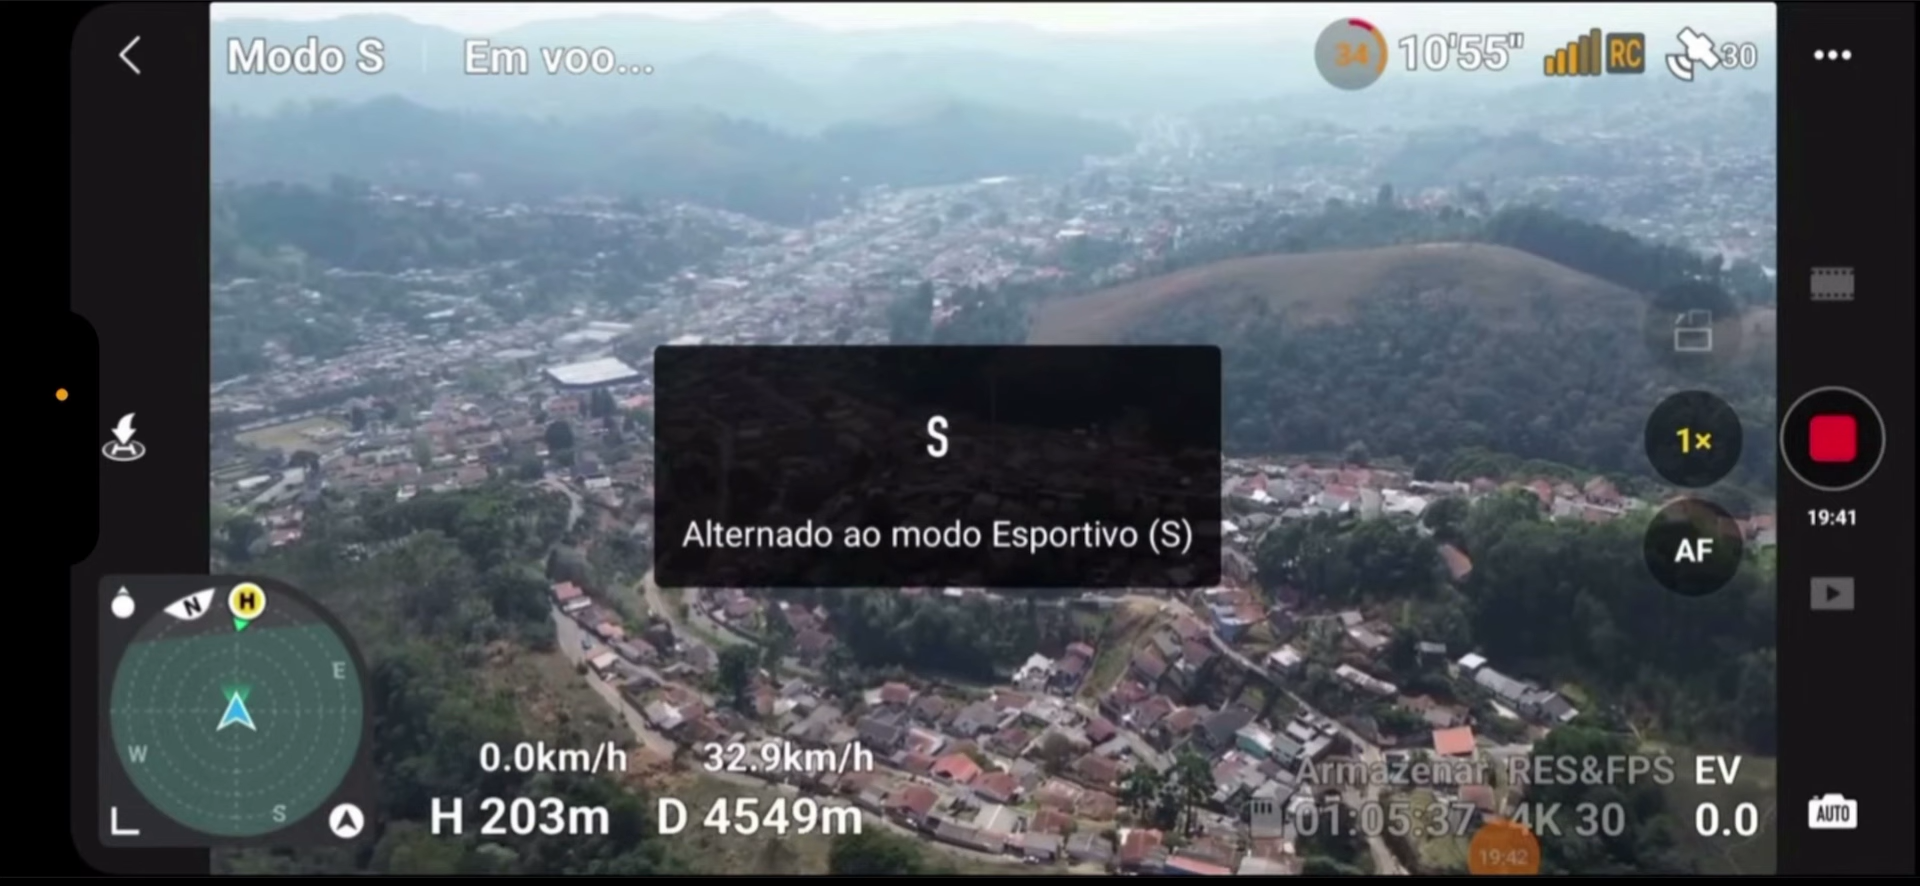 Modo S
Em voo...
34
10'55"
RC
30
S
Alternado ao modo Esportivo (S)
1×
AF
19:41
N
H
E
W
S
0.0km/h
32.9km/h
H 203m
D 4549m
Armazenar
RES&FPS
EV
01:05:37
4K 30
0.0
AUTO
19:42